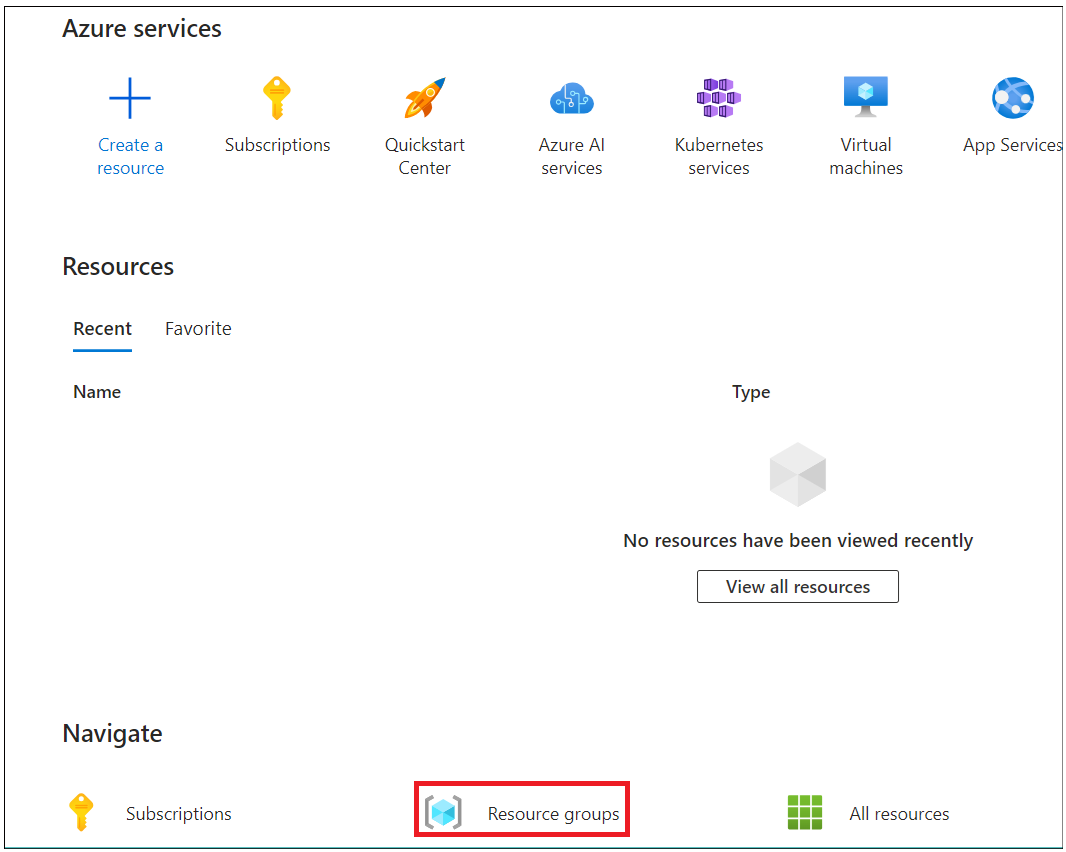 Azure services
Create a resource
Subscriptions
Quickstart Center
Azure AI services
Kubernetes services
Virtual machines
App Services
Resources
Recent Favorite
Name Type
No resources have been viewed recently
View all resources
Navigate
Subscriptions Resource groups All resources